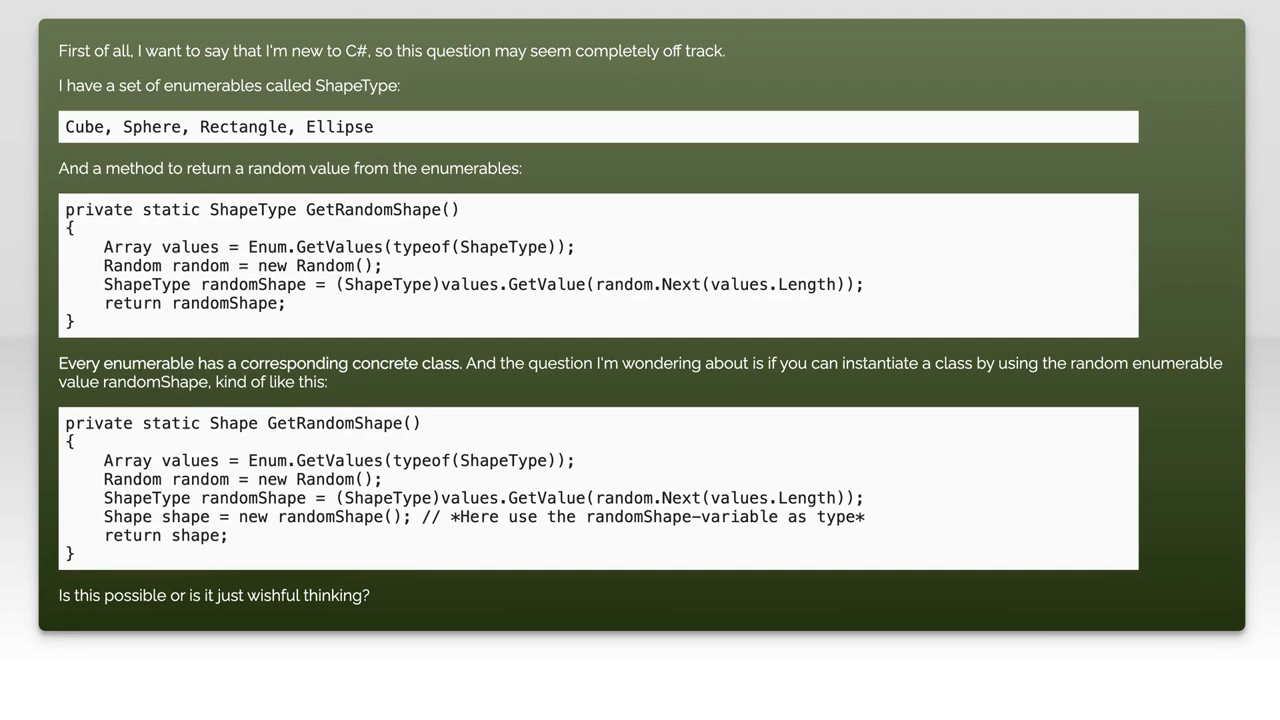 First of all, I want to say that I'm new to C#, so this question may seem completely off track.
I have a set of enumerables called ShapeType:
Cube, Sphere, Rectangle, Ellipse
And a method to return a random value from the enumerables:
private static ShapeType GetRandomShape()
{
    Array values = Enum.GetValues(typeof(ShapeType));
    Random random = new Random();
    ShapeType randomShape = (ShapeType)values.GetValue(random.Next(values.Length));
    return randomShape;
}
Every enumerable has a corresponding concrete class. And the question I'm wondering about is if you can instantiate a class by using the random enumerable
value randomShape, kind of like this:
private static Shape GetRandomShape()
{
    Array values = Enum.GetValues(typeof(ShapeType));
    Random random = new Random();
    ShapeType randomShape = (ShapeType)values.GetValue(random.Next(values.Length));
    Shape shape = new randomShape(); // *Here use the randomShape-variable as type*
    return shape;
}
Is this possible or is it just wishful thinking?